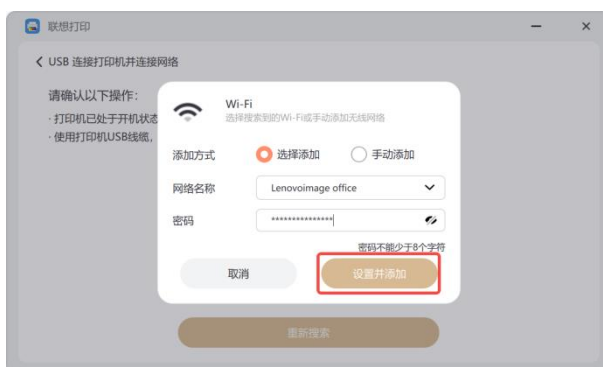 联想打印
USB 连接打印机并连接网络
请确认以下操作：
·打印机已处于开机状态
·使用打印机USB线缆，
Wi-Fi
选择搜索到的Wi-Fi或手动添加无线网络
添加方式
选择添加
手动添加
网络名称
Lenovoimage office
密码
***************
密码不能少于8个字符
取消
设置并添加
重新搜索